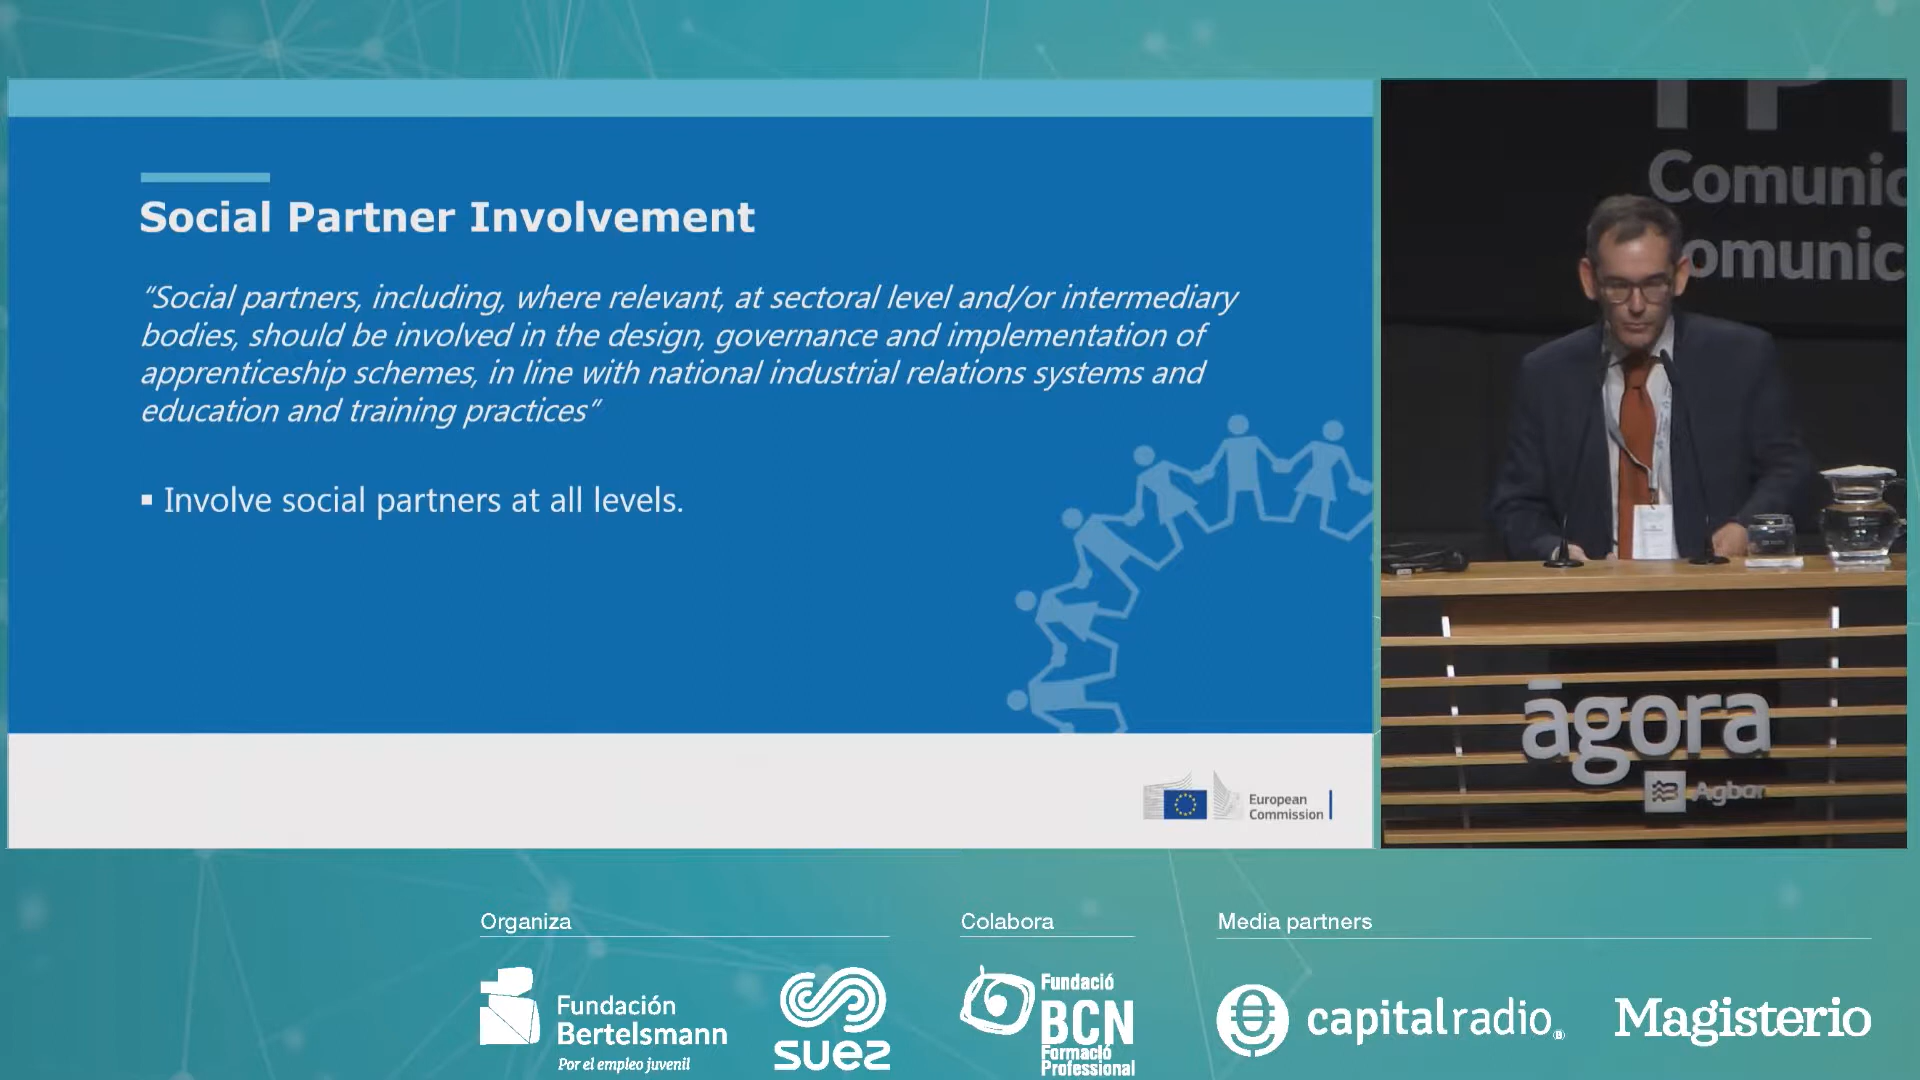 Social Partner Involvement
“Social partners, including, where relevant, at sectoral level and/or intermediary
bodies, should be involved in the design, governance and implementation of
apprenticeship schemes, in line with national industrial relations systems and
education and training practices”
▪ Involve social partners at all levels.
European
Commission
Comunic
omunic
āgora
Agbar
Organiza
Fundación
Bertelsmann
Por el empleo juvenil
suez
Colabora
Fundació
BCN
Formació
Professional
Media partners
capitalradio
Magisterio